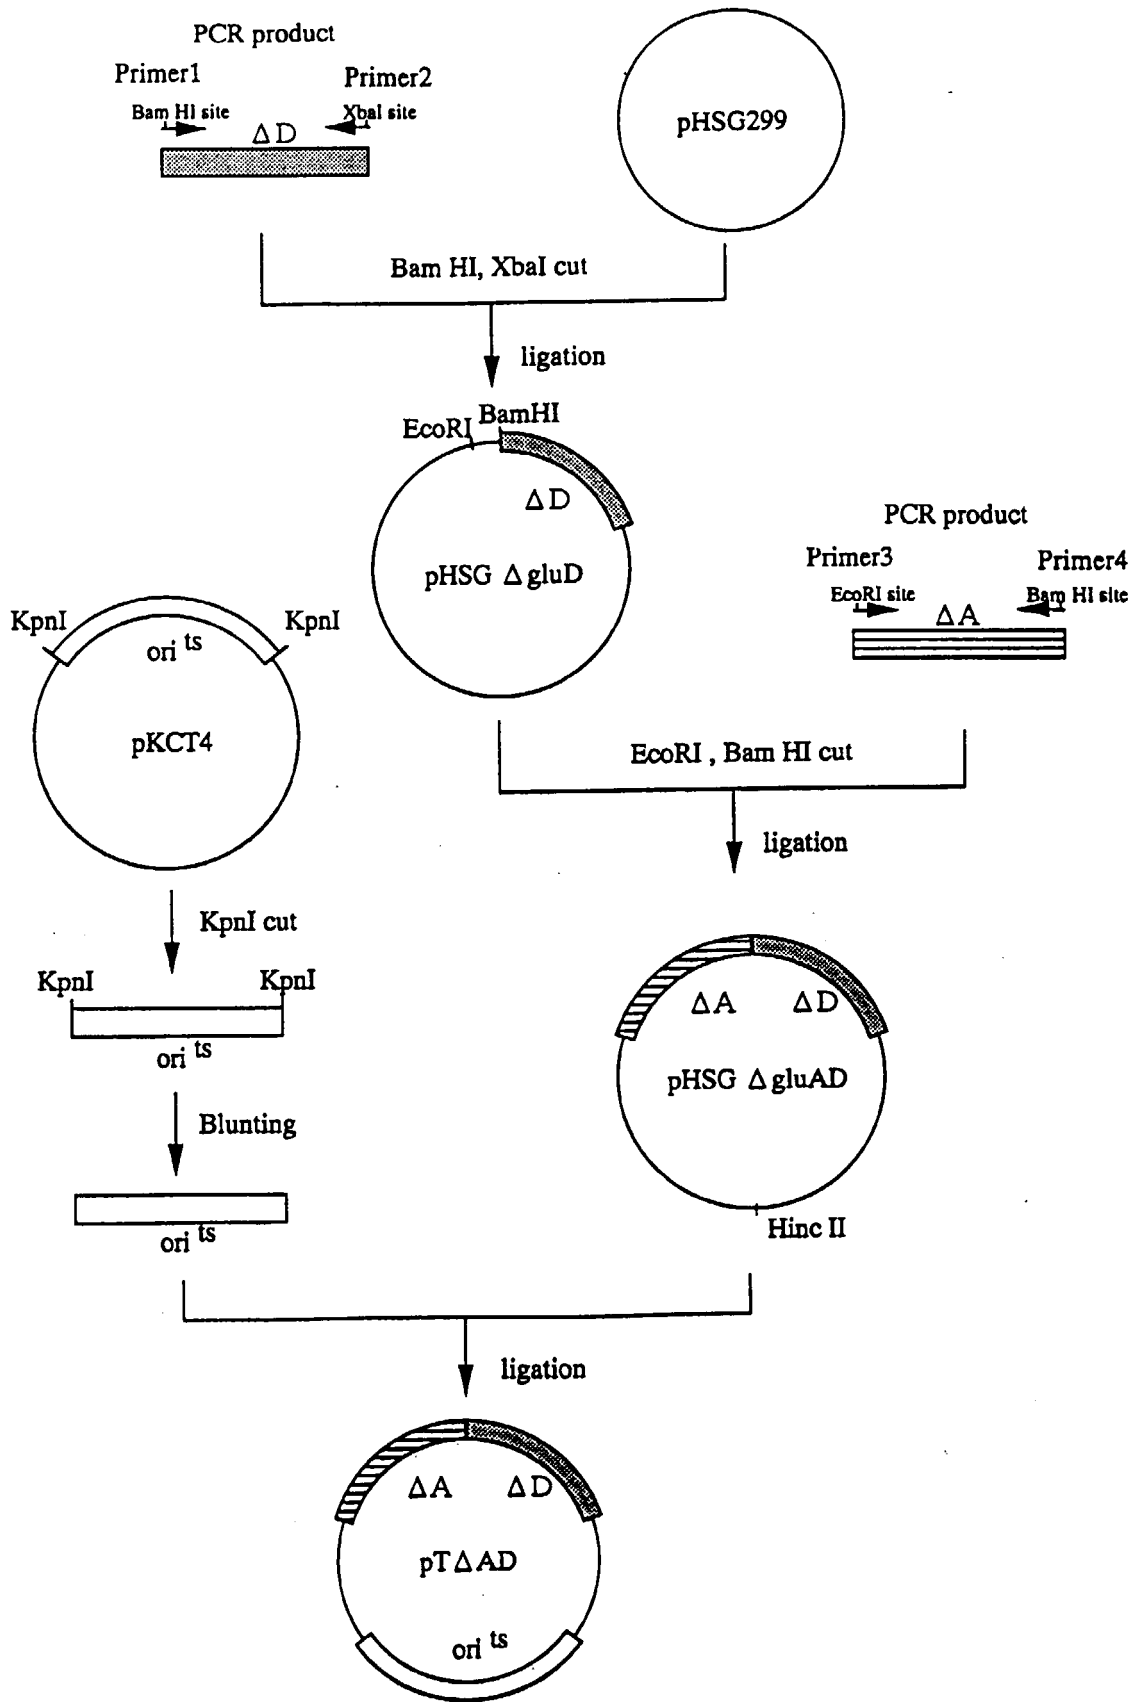 PCR product
Primer1
Primer2
Bam HI site
XbaI site
ΔD
pHSG299
Bam HI, XbaI cut
ligation
EcoRI
BamHI
ΔD
pHSG ΔgluD
PCR product
Primer3
Primer4
EcoRI site
Bam HI site
ΔA
KpnI
KpnI
ori ts
pKCT4
EcoRI , Bam HI cut
ligation
KpnI cut
KpnI
KpnI
ori ts
ΔA
ΔD
pHSG ΔgluAD
Blunting
Hinc II
ori ts
ligation
ΔA
ΔD
pTΔAD
ori ts